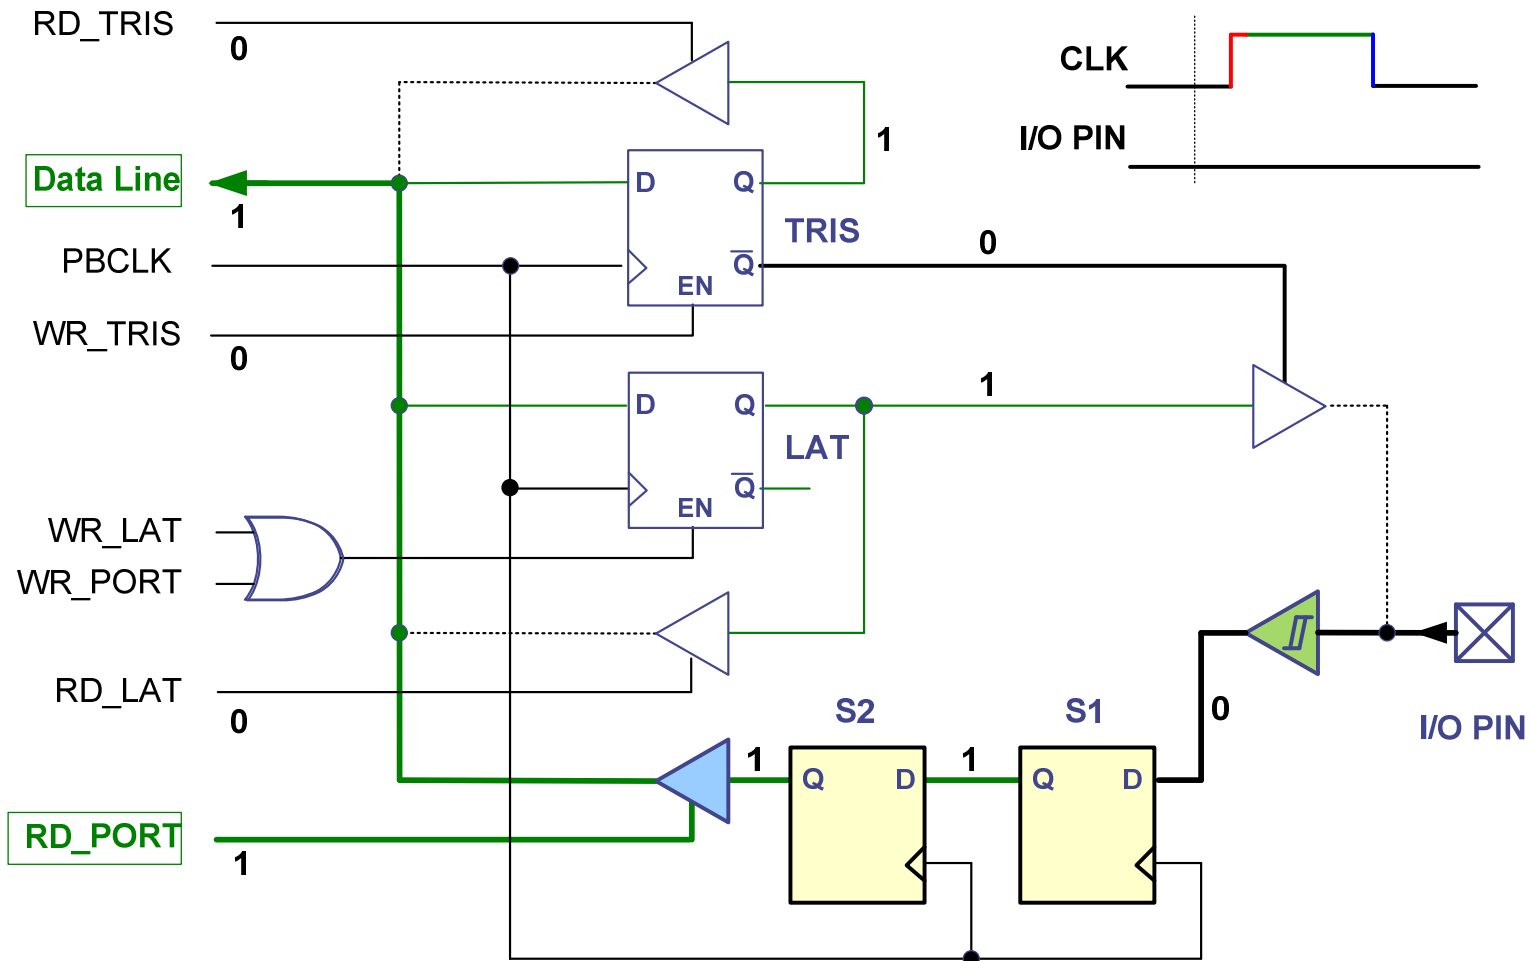 RD_TRIS
0
CLK
I/O PIN
1
Data Line
1
D
Q
TRIS
0
PBCLK
Q
EN
WR_TRIS
0
D
Q
1
LAT
Q
EN
WR_LAT
WR_PORT
RD_LAT
0
S2
S1
0
I/O PIN
1
1
Q
D
Q
D
RD_PORT
1